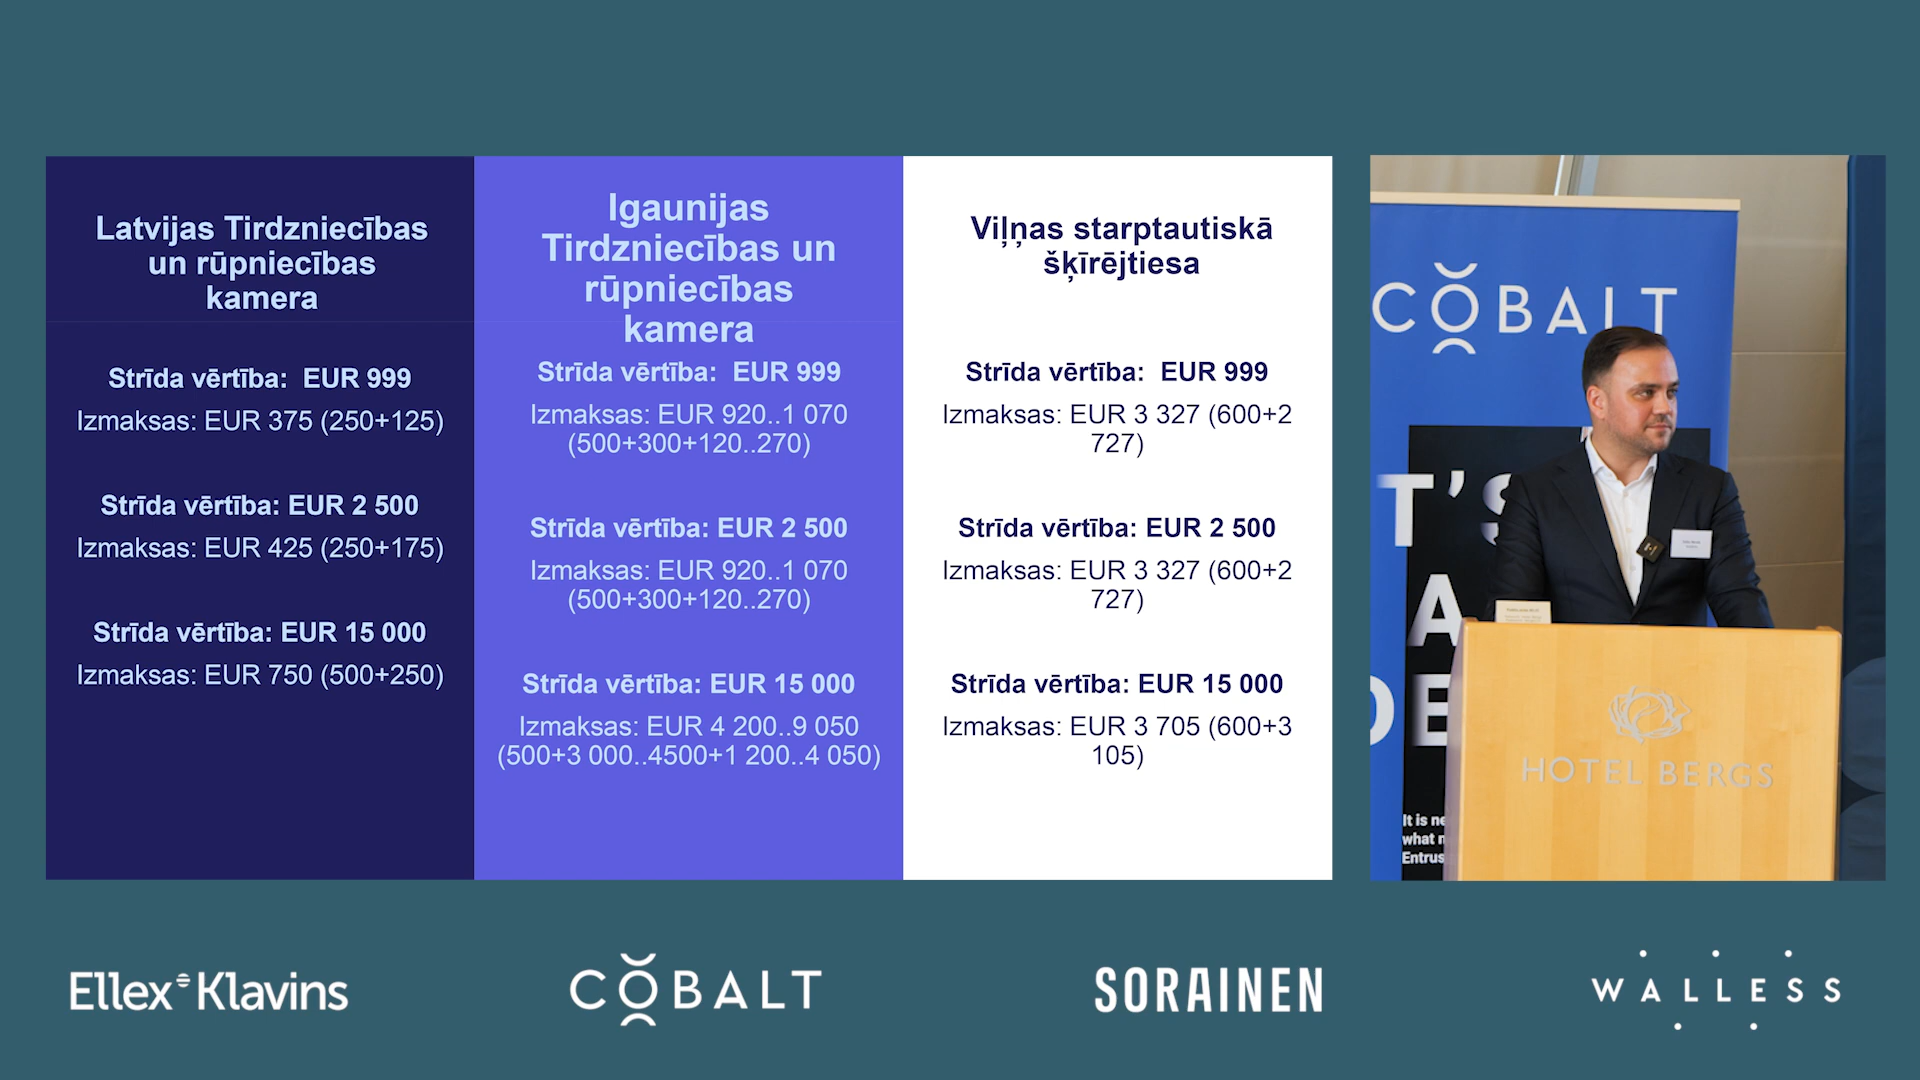 Latvijas Tirdzniecības
un rūpniecības
kamera
Strīda vērtība:  EUR 999
Izmaksas: EUR 375 (250+125)
Strīda vērtība: EUR 2 500
Izmaksas: EUR 425 (250+175)
Strīda vērtība: EUR 15 000
Izmaksas: EUR 750 (500+250)
Igaunijas
Tirdzniecības un
rūpniecības
kamera
Strīda vērtība:  EUR 999
Izmaksas: EUR 920..1 070
(500+300+120..270)
Strīda vērtība: EUR 2 500
Izmaksas: EUR 920..1 070
(500+300+120..270)
Strīda vērtība: EUR 15 000
Izmaksas: EUR 4 200..9 050
(500+3 000..4500+1 200..4 050)
Viļņas starptautiskā
šķīrējtiesa
Strīda vērtība:  EUR 999
Izmaksas: EUR 3 327 (600+2
727)
Strīda vērtība: EUR 2 500
Izmaksas: EUR 3 327 (600+2
727)
Strīda vērtība: EUR 15 000
Izmaksas: EUR 3 705 (600+3
105)
COBALT
T'S
A
DE
It is ne
what n
Entrus
HOTEL BERGS
Ellex Klavins
COBALT
SORAINEN
WALLESS